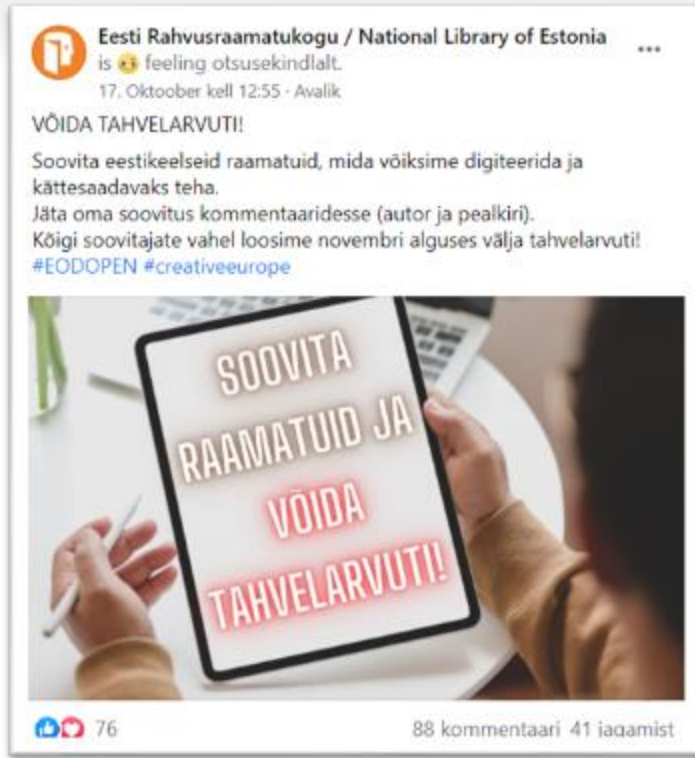 Eesti Rahvusraamatukogu / National Library of Estonia
is feeling otsusekindlalt.
17. Oktoober kell 12:55 · Avalik
VÕIDA TAHVELARVUTI!
Soovita eestikeelseid raamatuid, mida võiksime digiteerida ja
kättesaadavaks teha.
Jäta oma soovitus kommentaaridesse (autor ja pealkiri).
Kõigi soovitajate vahel loosime novembri alguses välja tahvelarvuti!
#EODOPEN #creativeeurope
SOOVITA
RAAMATUID JA
VÕIDA
TAHVELARVUTI!
76 88 kommentaari 41 jagamist